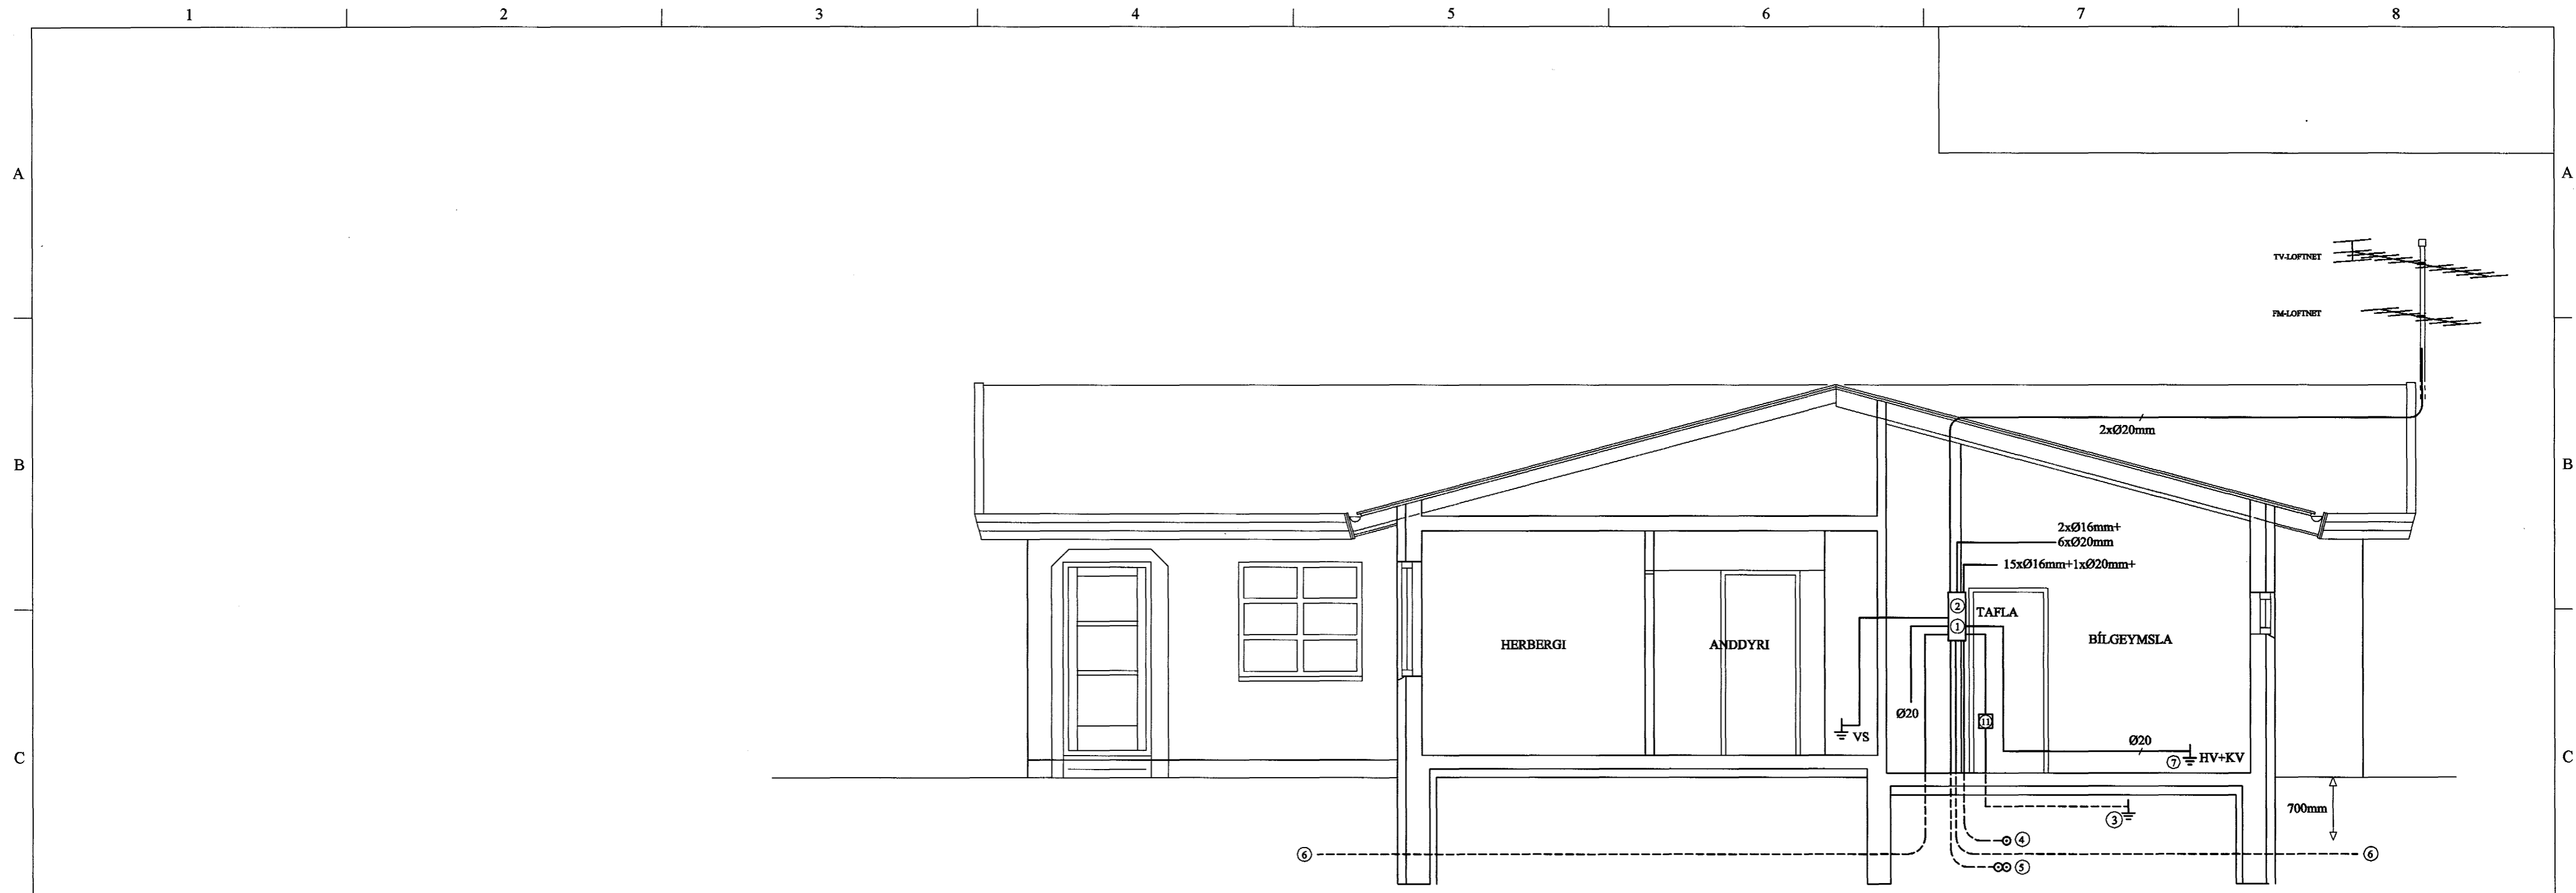 1 2 3 4 5 6 7 8
A A
TV-LOFTNET
FM-LOFTNET
2xØ20mm
B B
2xØ16mm+
6xØ20mm
15xØ16mm+1xØ20mm+
2 TAFLA
1
HERBERGI ANDDYRI BÍLGEYMSLA
Ø20
11
VS
Ø20
C C
7 HV+KV
700mm
3
4
6 6
5